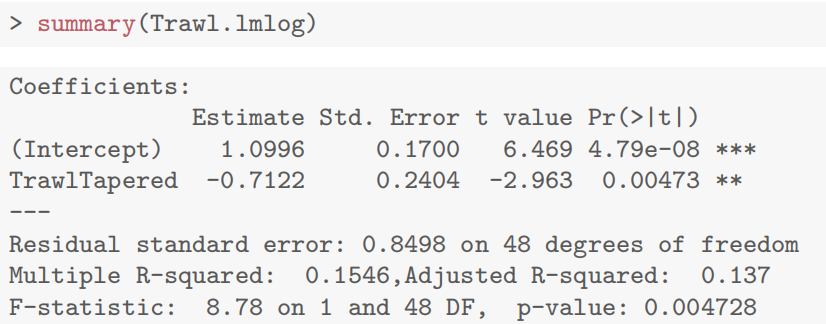 > summary(Trawl.lmlog)
Coefficients:
Estimate Std. Error t value Pr(>|t|)
(Intercept) 1.0996 0.1700 6.469 4.79e-08 ***
TrawlTapered -0.7122 0.2404 -2.963 0.00473 **
---
Residual standard error: 0.8498 on 48 degrees of freedom
Multiple R-squared: 0.1546,Adjusted R-squared: 0.137
F-statistic: 8.78 on 1 and 48 DF, p-value: 0.004728